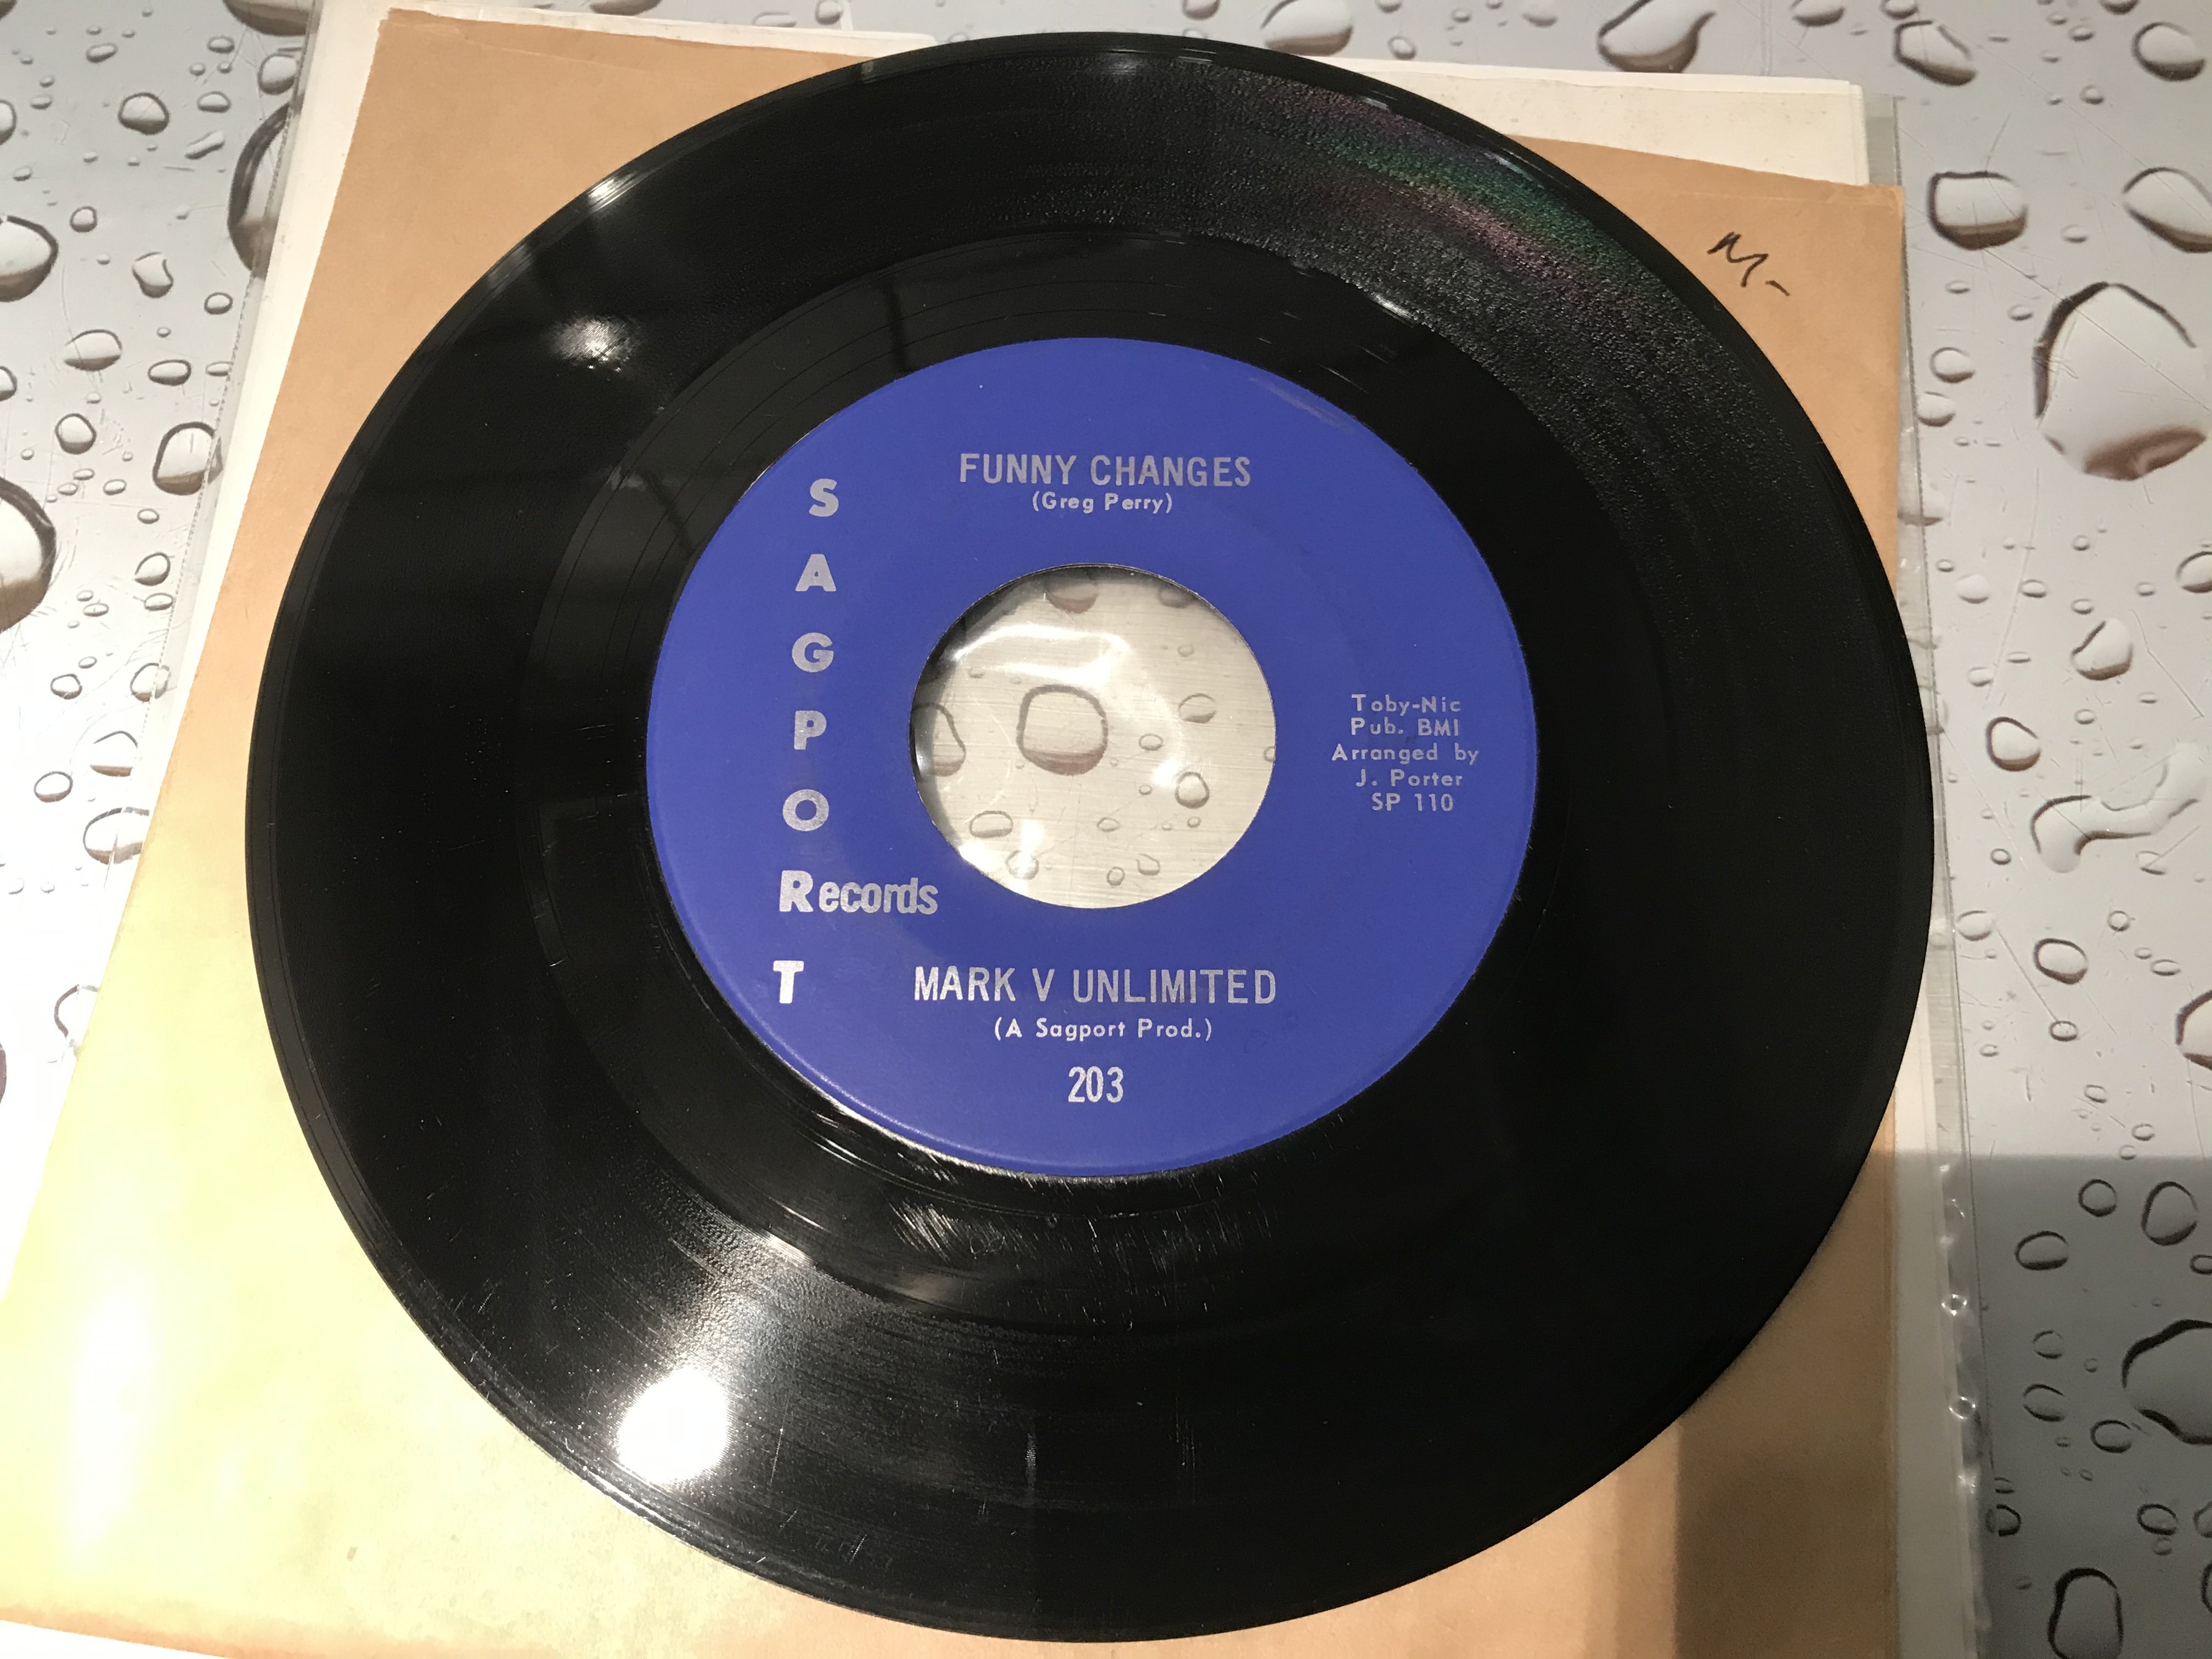 M-
FUNNY CHANGES
(Greg Perry)
S
A
G
P
O
Records
T
Toby-Nic
Pub. BMI
Arranged by
J. Porter
SP 110
MARK V UNLIMITED
(A Sagport Prod.)
203